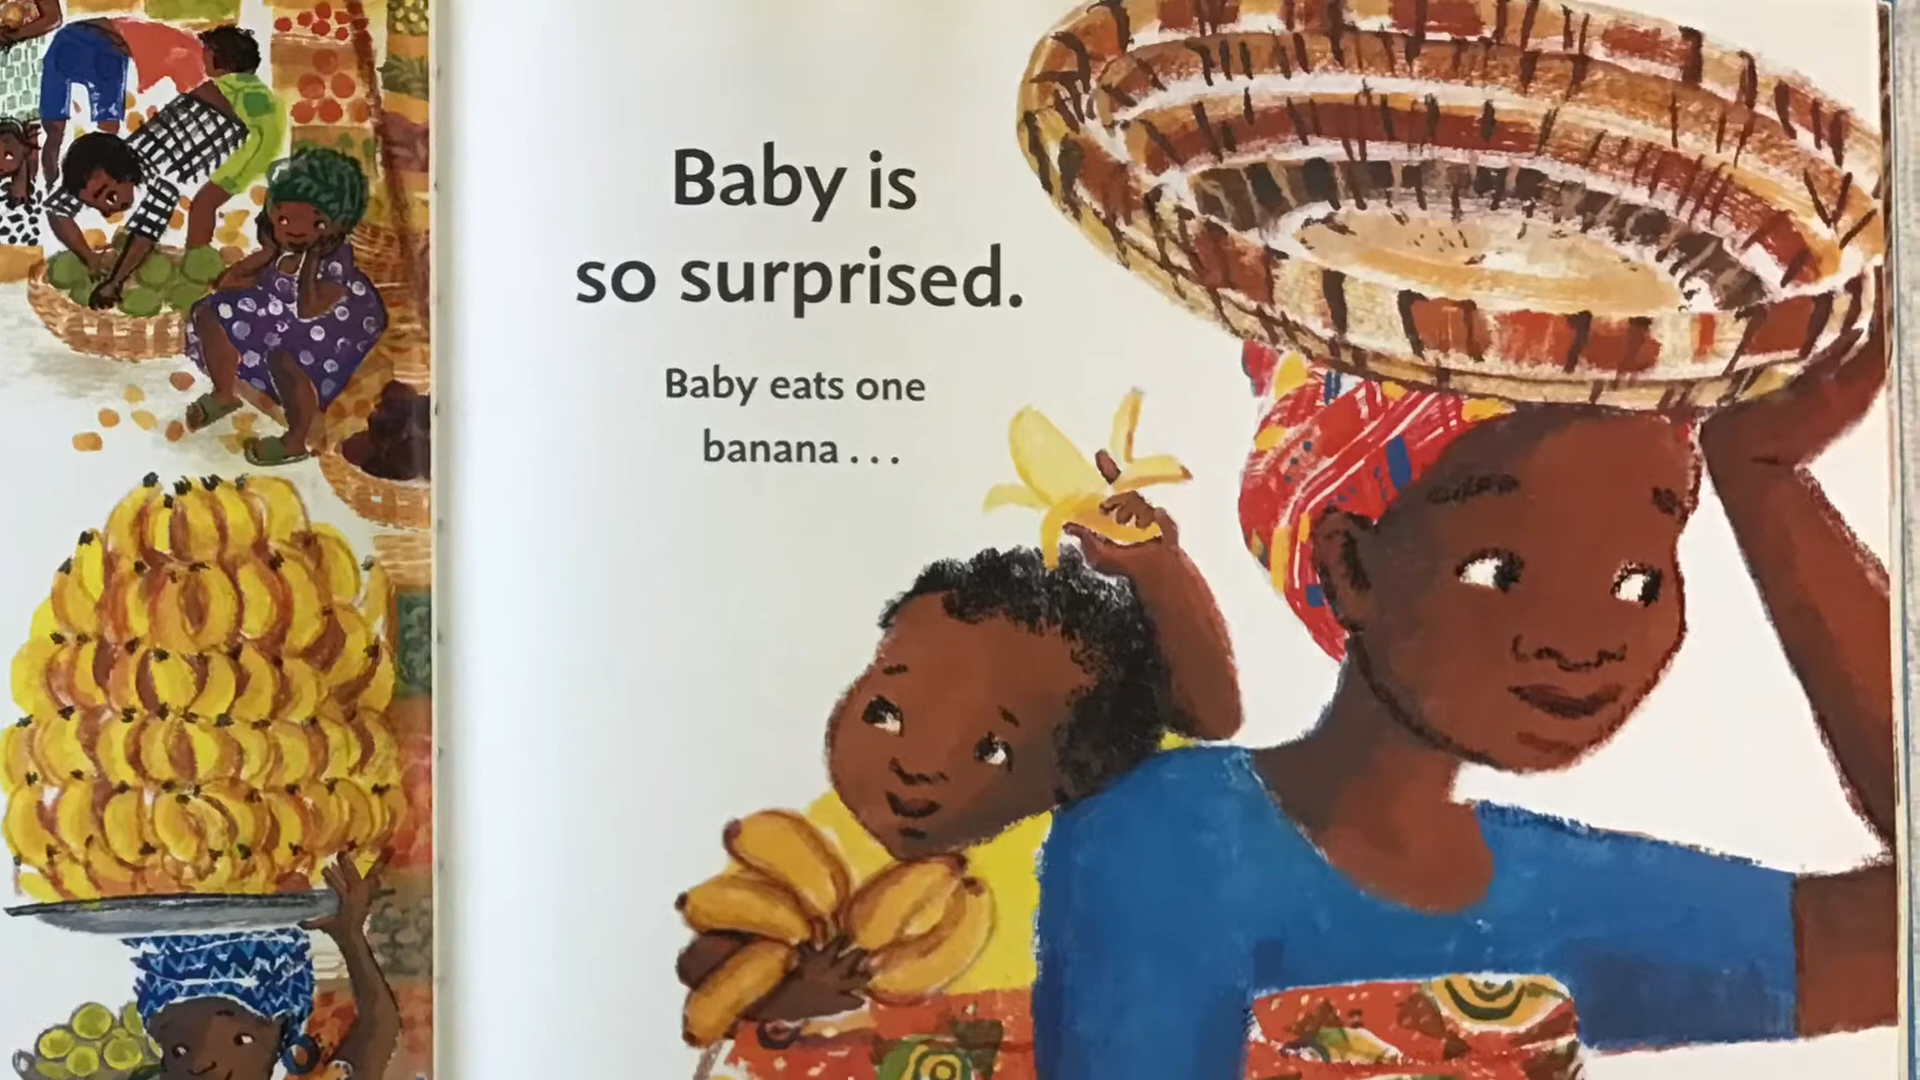 Baby is
so surprised.
Baby eats one
banana . . .